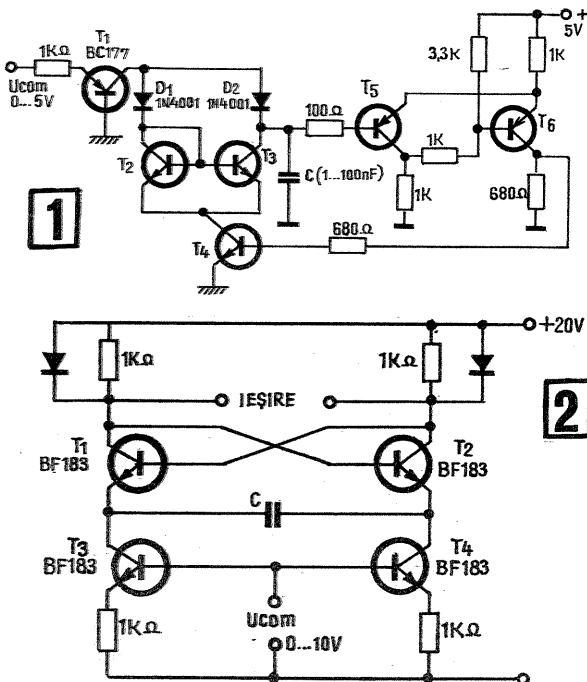 T1
BC177
1KΩ
Ucom
0...5V
D1
1N4001
D2
1N4001
T2
T3
T4
C (1...100nF)
100Ω
T5
1K
1K
3,3K
1K
5V
+
T6
680Ω
680Ω
1
+20V
1KΩ
1KΩ
IEȘIRE
2
T1
BF183
T2
BF183
C
T3
BF183
T4
BF183
1KΩ
Ucom
0...10V
1KΩ